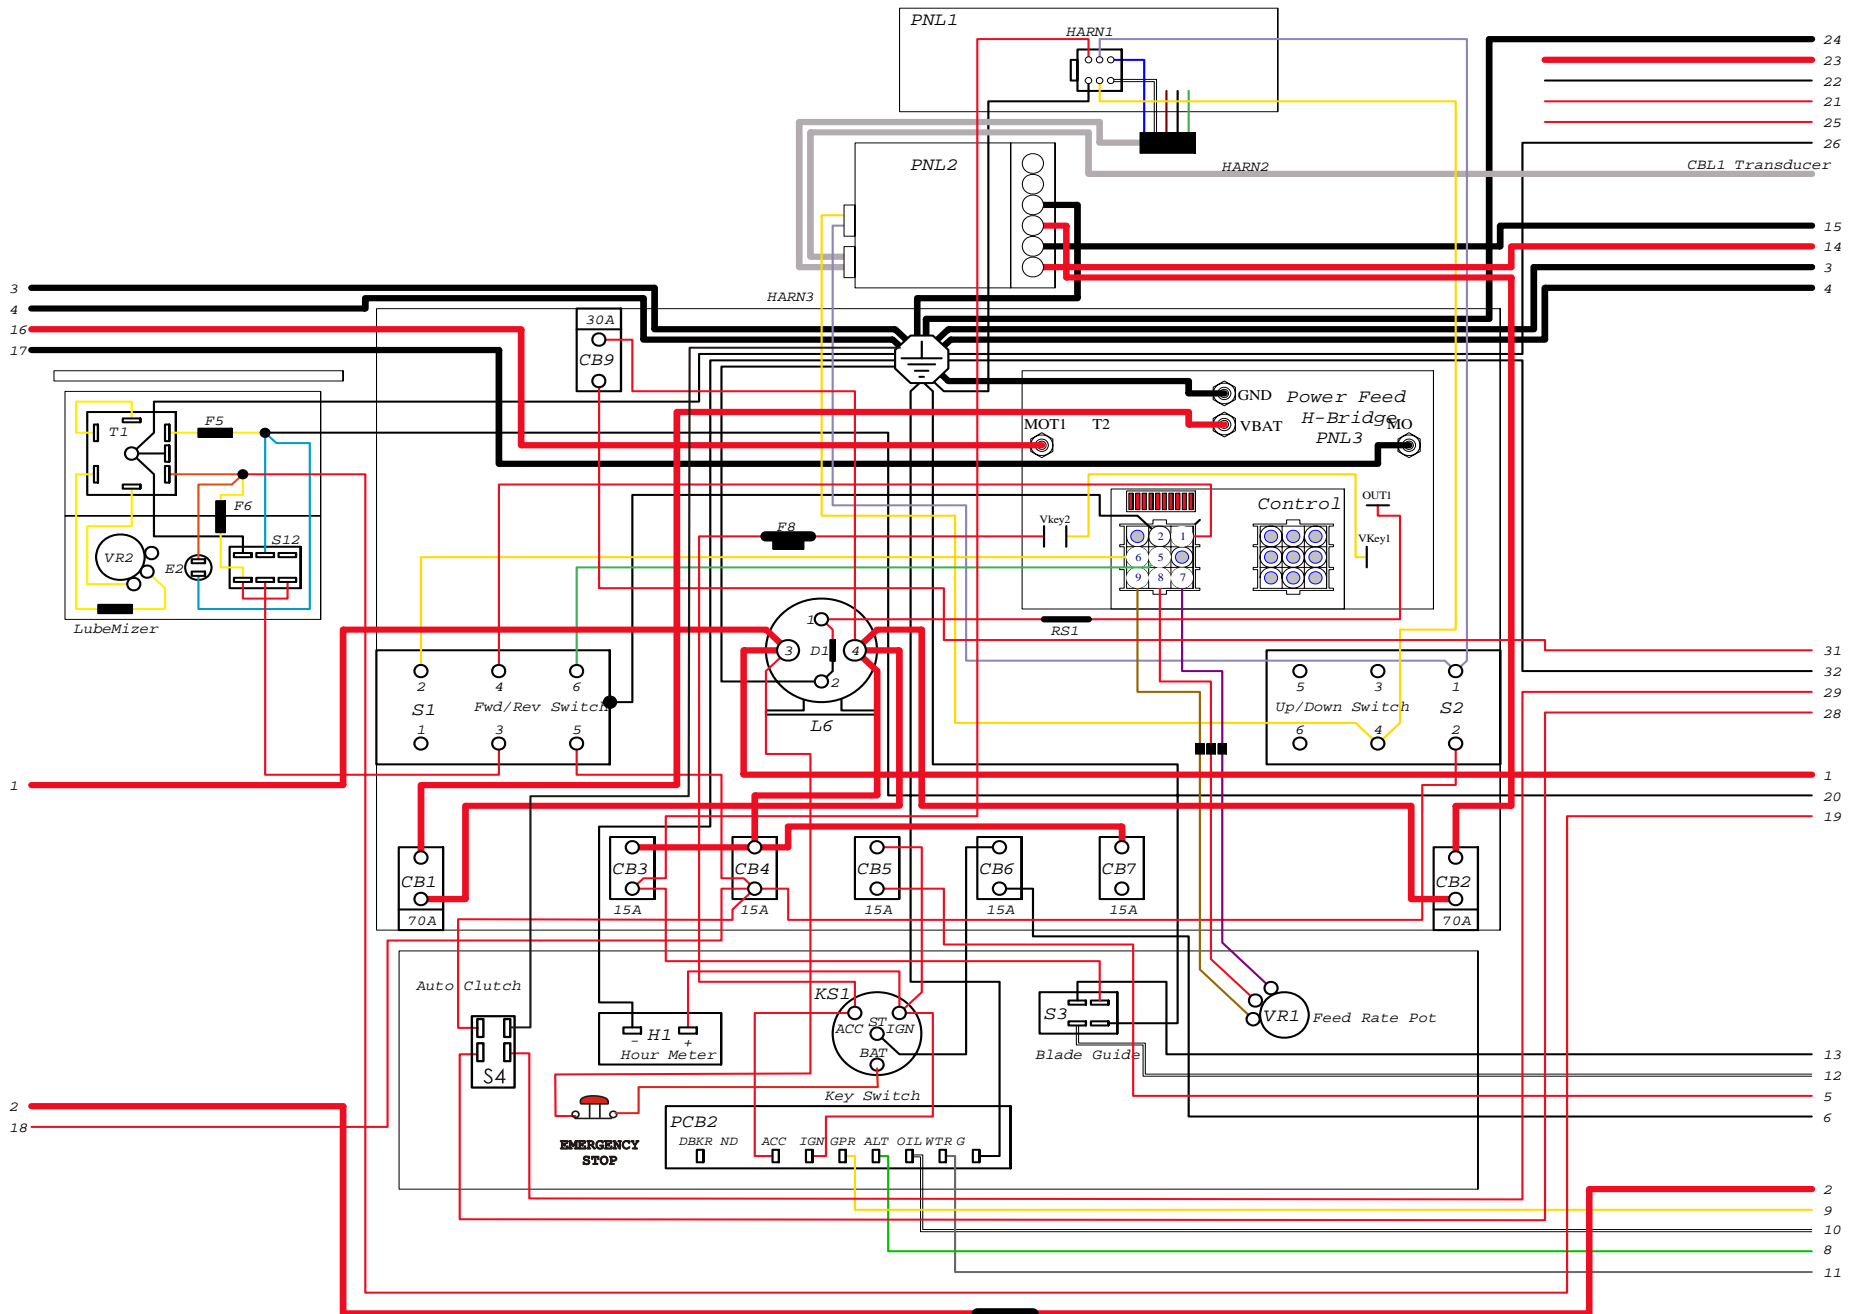 PNL1
HARN1
24
23
22
21
25
26
PNL2
HARN2
CBL1 Transducer
15
14
3
4
HARN3
3
4
16
17
30A
CB9
GND
VBAT
Power Feed
H-Bridge
PNL3
MOT1
T2
MO
T1
F5
F6
S12
VR2
E2
LubeMizer
Control
OUT1
Vkey2
VKey1
F8
2
1
6
5
9
8
7
RS1
1
3
D1
4
2
L6
2
4
6
S1
Fwd/Rev Switch
1
3
5
5
3
1
Up/Down Switch
S2
6
4
2
31
32
29
28
1
1
20
19
CB1
70A
CB3
15A
CB4
15A
CB5
15A
CB6
15A
CB7
15A
CB2
70A
Auto Clutch
S4
H1
- +
Hour Meter
KS1
ACC
ST
IGN
BAT
Key Switch
S3
Blade Guide
VR1
Feed Rate Pot
EMERGENCY
STOP
PCB2
DBKR ND ACC IGN GPR ALT OIL WTR G
2
18
13
12
5
6
2
9
10
8
11